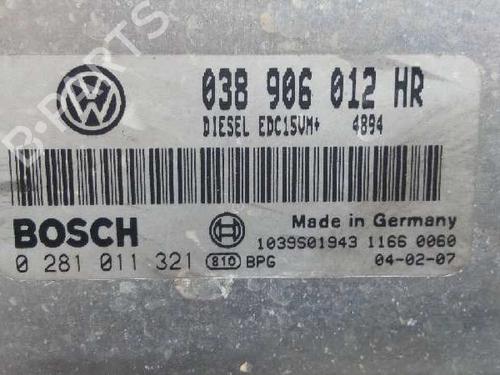 038 906 012 HR
DIESEL EDC15VM+ 4894
BOSCH
Made in Germany
1039S01943 1166 0060
0 281 011 321 810 BPG 04-02-07
B-PARTS